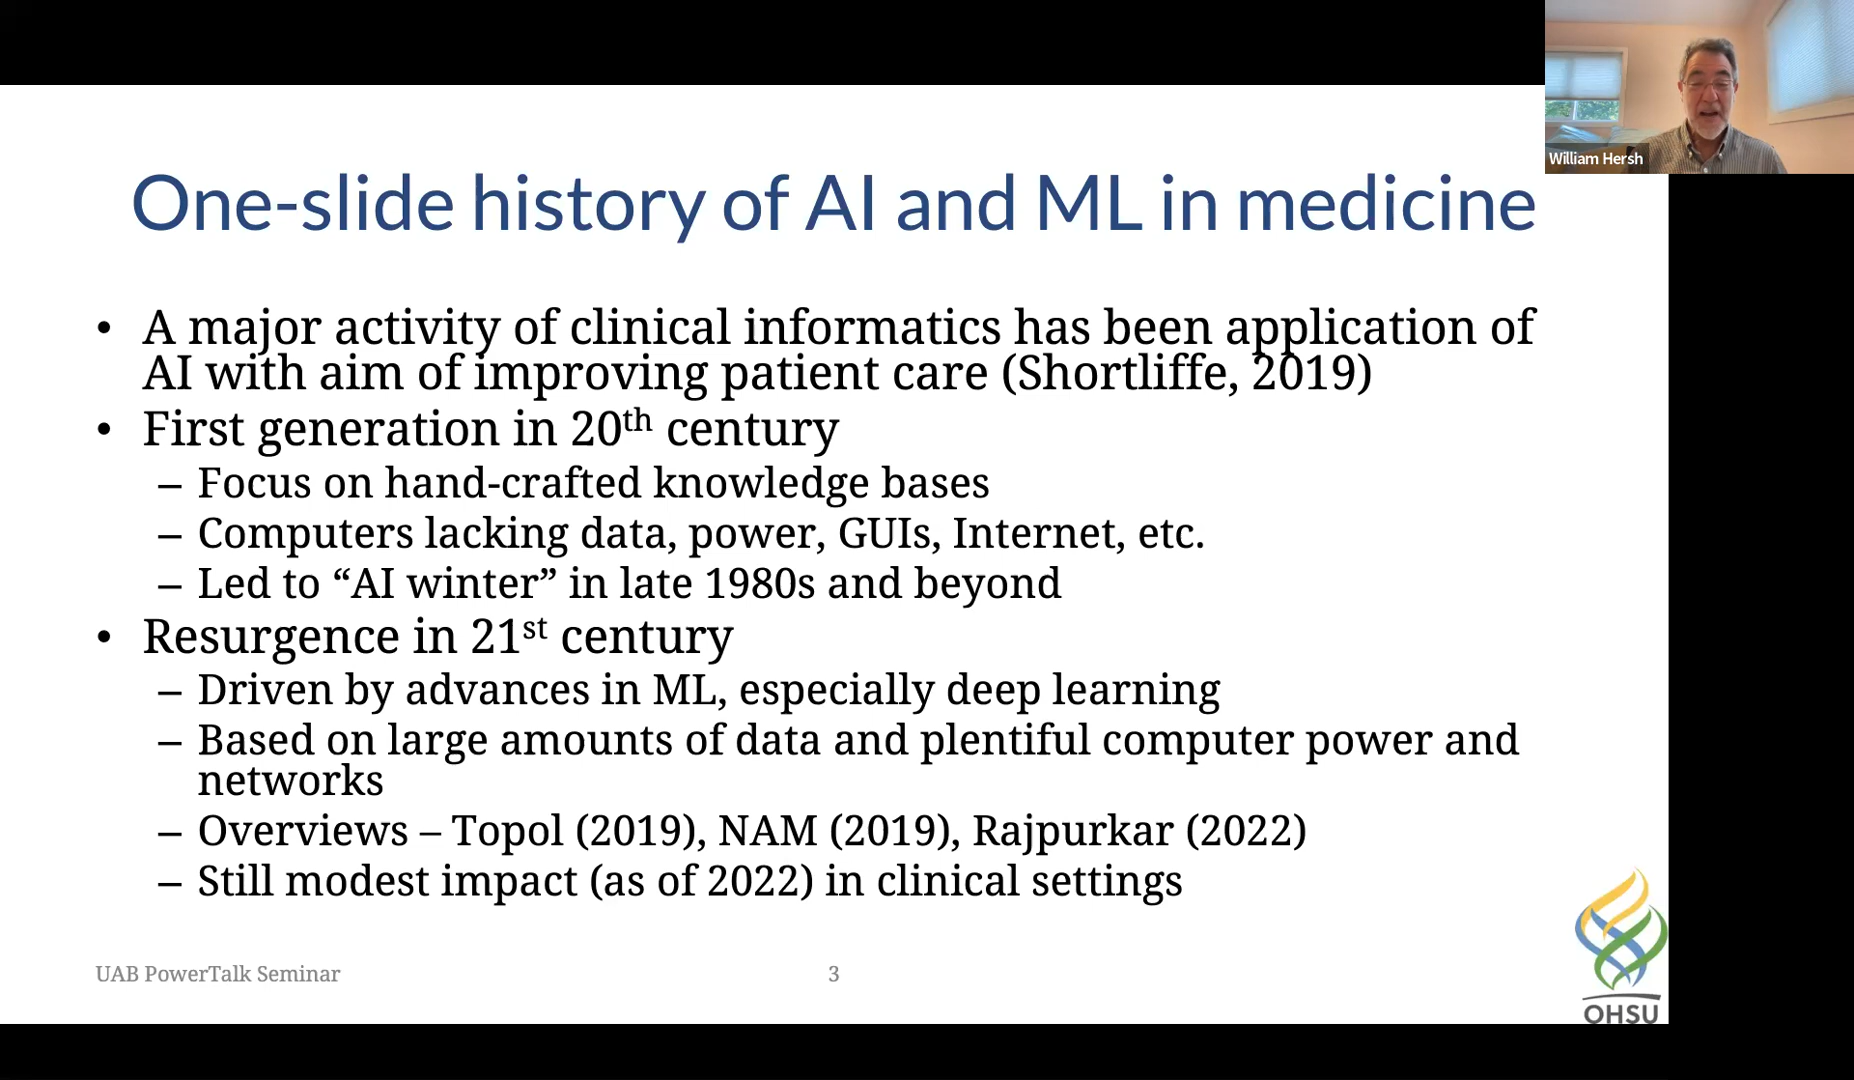 William Hersh
One-slide history of AI and ML in medicine
• A major activity of clinical informatics has been application of
AI with aim of improving patient care (Shortliffe, 2019)
• First generation in 20th century
– Focus on hand-crafted knowledge bases
– Computers lacking data, power, GUIs, Internet, etc.
– Led to “AI winter” in late 1980s and beyond
• Resurgence in 21st century
– Driven by advances in ML, especially deep learning
– Based on large amounts of data and plentiful computer power and
networks
– Overviews – Topol (2019), NAM (2019), Rajpurkar (2022)
– Still modest impact (as of 2022) in clinical settings
UAB PowerTalk Seminar
3
OHSU